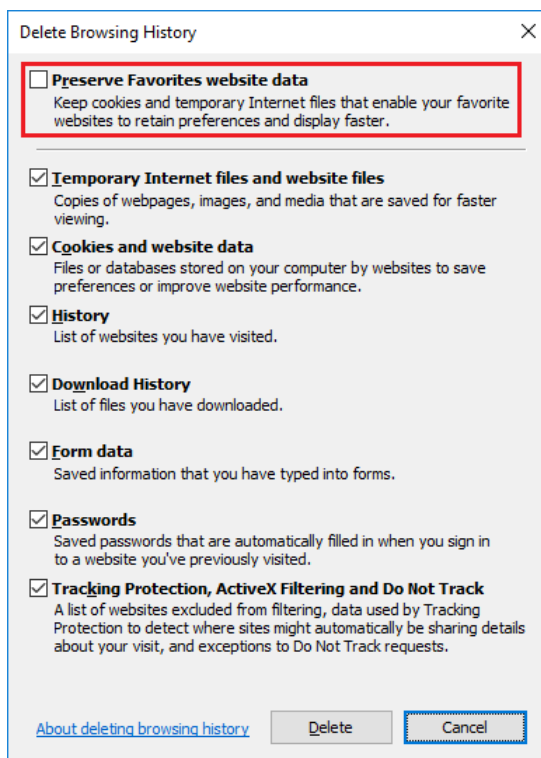 Delete Browsing History
Preserve Favorites website data
Keep cookies and temporary Internet files that enable your favorite
websites to retain preferences and display faster.
Temporary Internet files and website files
Copies of webpages, images, and media that are saved for faster
viewing.
Cookies and website data
Files or databases stored on your computer by websites to save
preferences or improve website performance.
History
List of websites you have visited.
Download History
List of files you have downloaded.
Form data
Saved information that you have typed into forms.
Passwords
Saved passwords that are automatically filled in when you sign in
to a website you've previously visited.
Tracking Protection, ActiveX Filtering and Do Not Track
A list of websites excluded from filtering, data used by Tracking
Protection to detect where sites might automatically be sharing details
about your visit, and exceptions to Do Not Track requests.
About deleting browsing history Delete Cancel